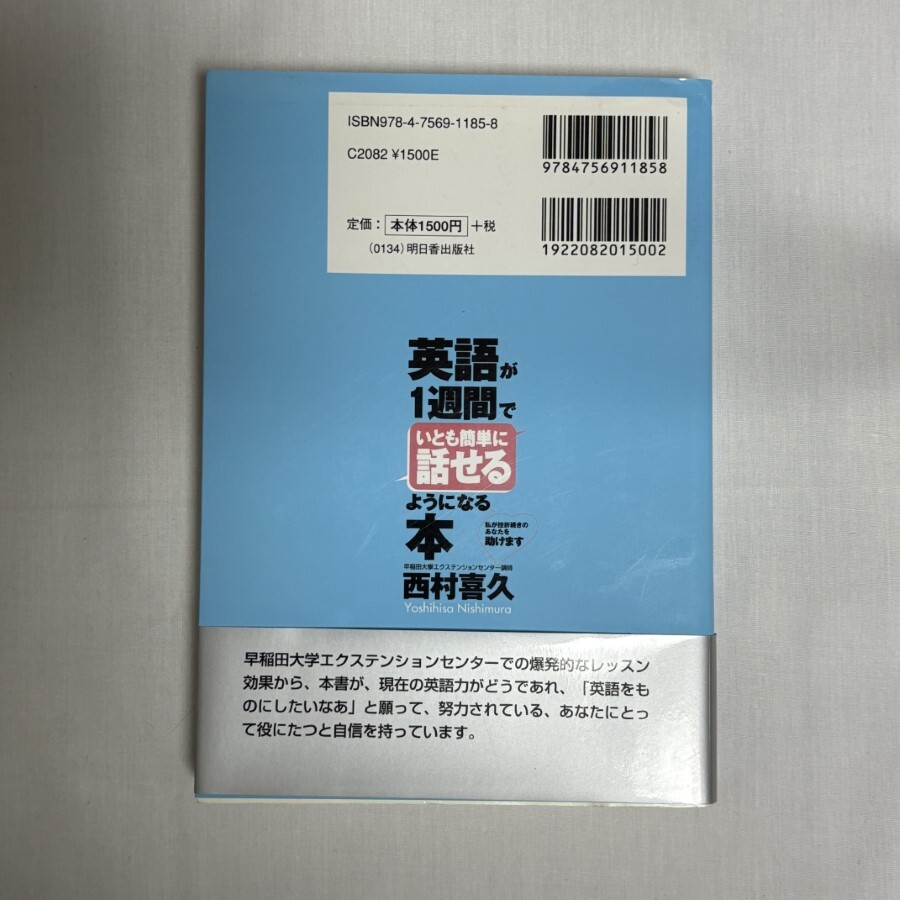 ISBN978-4-7569-1185-8
C2082 ¥1500E
9784756911858
定価： 本体1500円 +税
(0134) 明日香出版社
1922082015002
英語が
1週間で
いとも簡単に
話せる
ようになる
本
私が挫折続きの
あなたを
助けます
早稲田大学エクステンションセンター講師
西村喜久
Yoshihisa Nishimura
早稲田大学エクステンションセンターでの爆発的なレッスン
効果から、本書が、現在の英語力がどうであれ、「英語をも
のにしたいなあ」と願って、努力されている、あなたにとっ
て役にたつと自信を持っています。